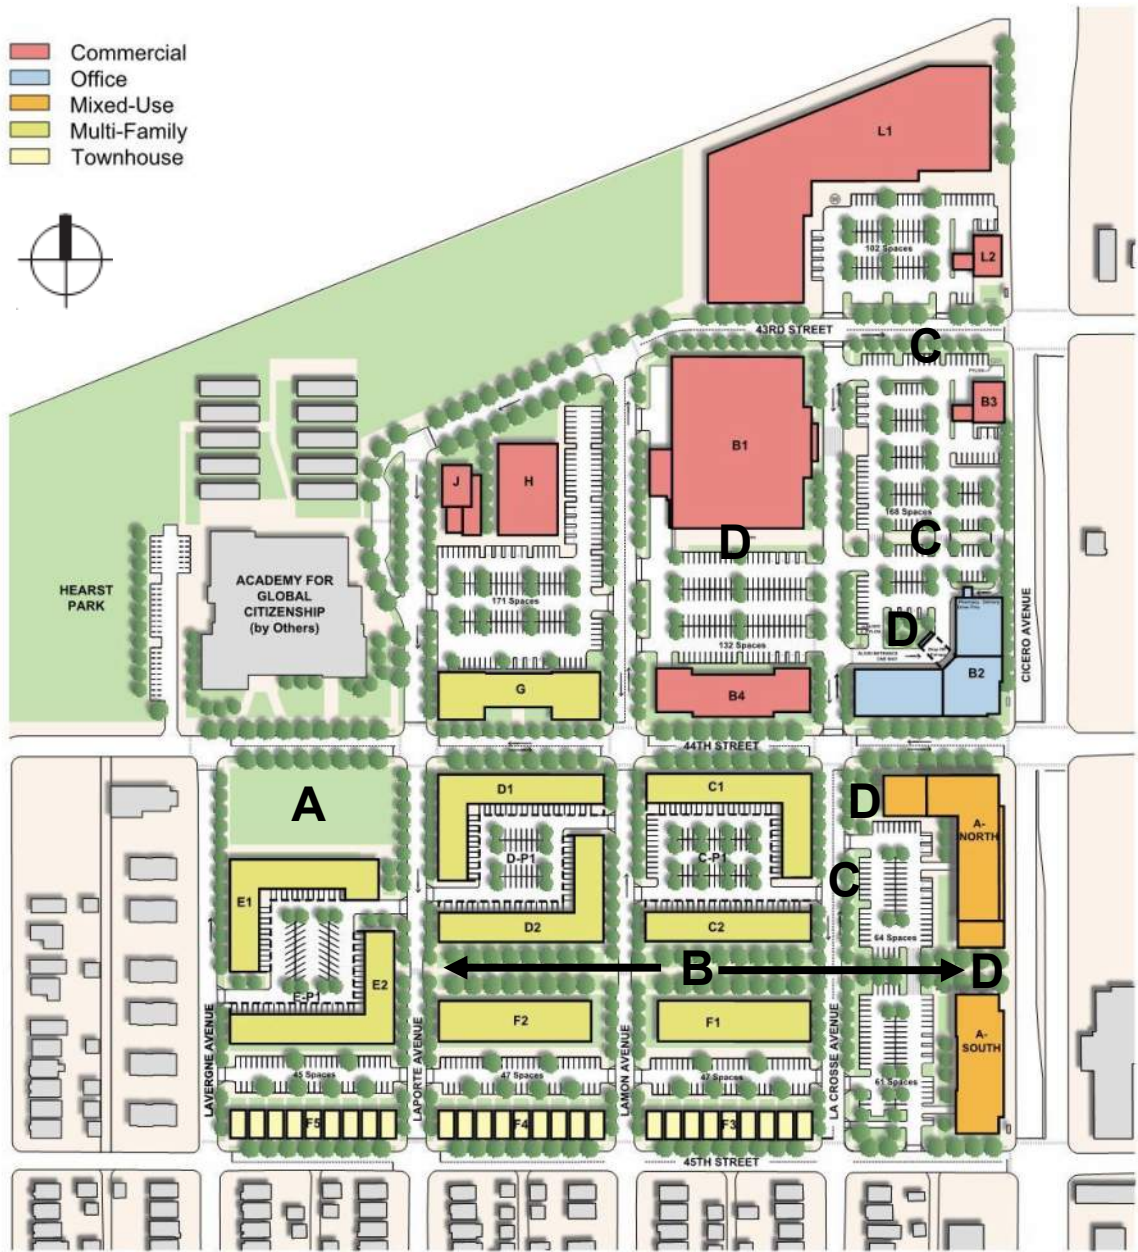 Commercial
Office
Mixed-Use
Multi-Family
Townhouse
L1
102 Spaces
L2
43RD STREET
C
B3
B1
J
H
168 Spaces
C
D
HEARST
PARK
ACADEMY FOR
GLOBAL
CITIZENSHIP
(by Others)
171 Spaces
132 Spaces
D
CICERO AVENUE
G
B4
B2
44TH STREET
A
D1
C1
D
A-
NORTH
D-P1
C-P1
C
E1
D2
C2
64 Spaces
B
D
E-P1
E2
F2
F1
A-
SOUTH
LAVERGNE AVENUE
LAPORTE AVENUE
LAMON AVENUE
LA CROSSE AVENUE
45 Spaces
47 Spaces
47 Spaces
61 Spaces
F5
F4
F3
45TH STREET